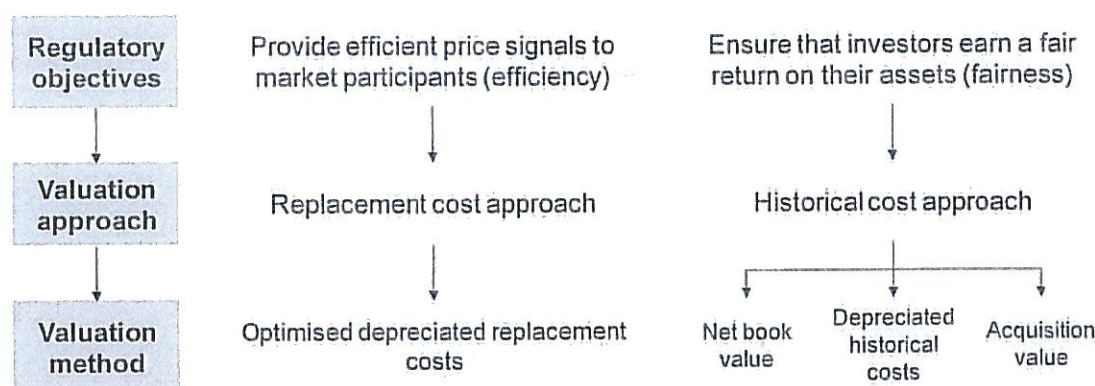 Regulatory
objectives
Provide efficient price signals to
market participants (efficiency)
Ensure that investors earn a fair
return on their assets (fairness)
Valuation
approach
Replacement cost approach
Historical cost approach
Valuation
method
Optimised depreciated replacement
costs
Net book
value
Depreciated
historical
costs
Acquisition
value